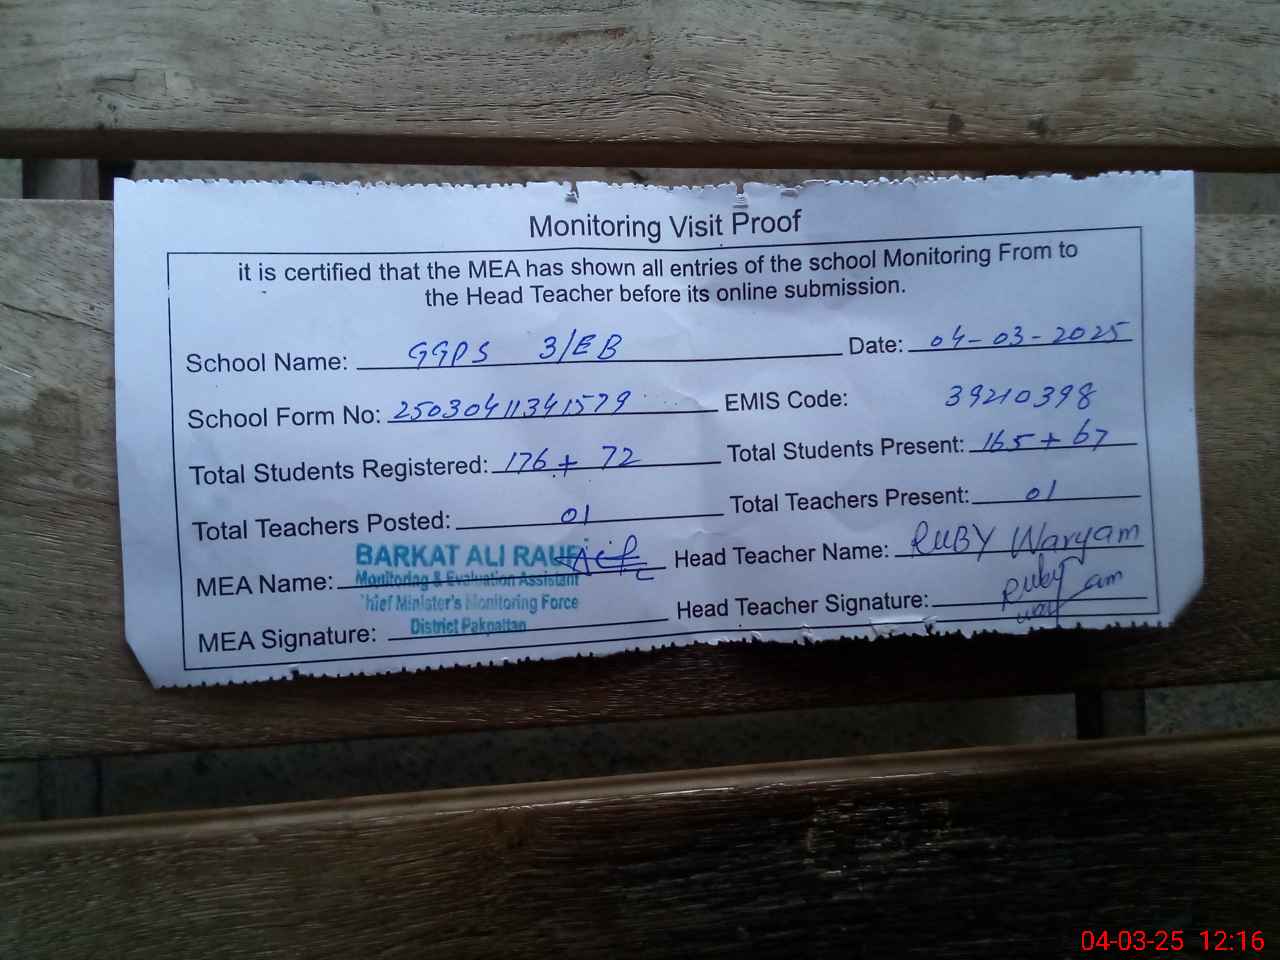 Monitoring Visit Proof
it is certified that the MEA has shown all entries of the school Monitoring From to
the Head Teacher before its online submission.
School Name: GGPS 3/EB Date: 04-03-2025
School Form No: 25030411341579 EMIS Code: 39210398
Total Students Registered: 176 + 72 Total Students Present: 165 + 67
Total Teachers Posted: 01 Total Teachers Present: 01
MEA Name: BARKAT ALI RAUF Head Teacher Name: RUBY Waryam
Monitoring & Evaluation Assistant
Chief Minister's Monitoring Force
District Pakpattan
MEA Signature: Head Teacher Signature: Ruby
04-03-25 12:16